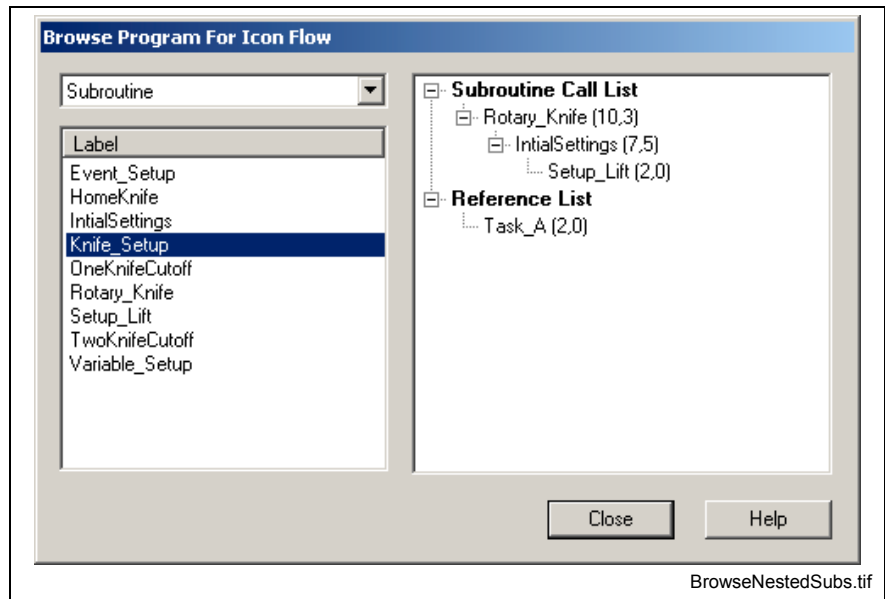 Browse Program For Icon Flow
Subroutine
Label
Event_Setup
HomeKnife
IntialSettings
Knife_Setup
OneKnifeCutoff
Rotary_Knife
Setup_Lift
TwoKnifeCutoff
Variable_Setup
Subroutine Call List
Rotary_Knife (10,3)
IntialSettings (7,5)
Setup_Lift (2,0)
Reference List
Task_A (2,0)
Close
Help
BrowseNestedSubs.tif